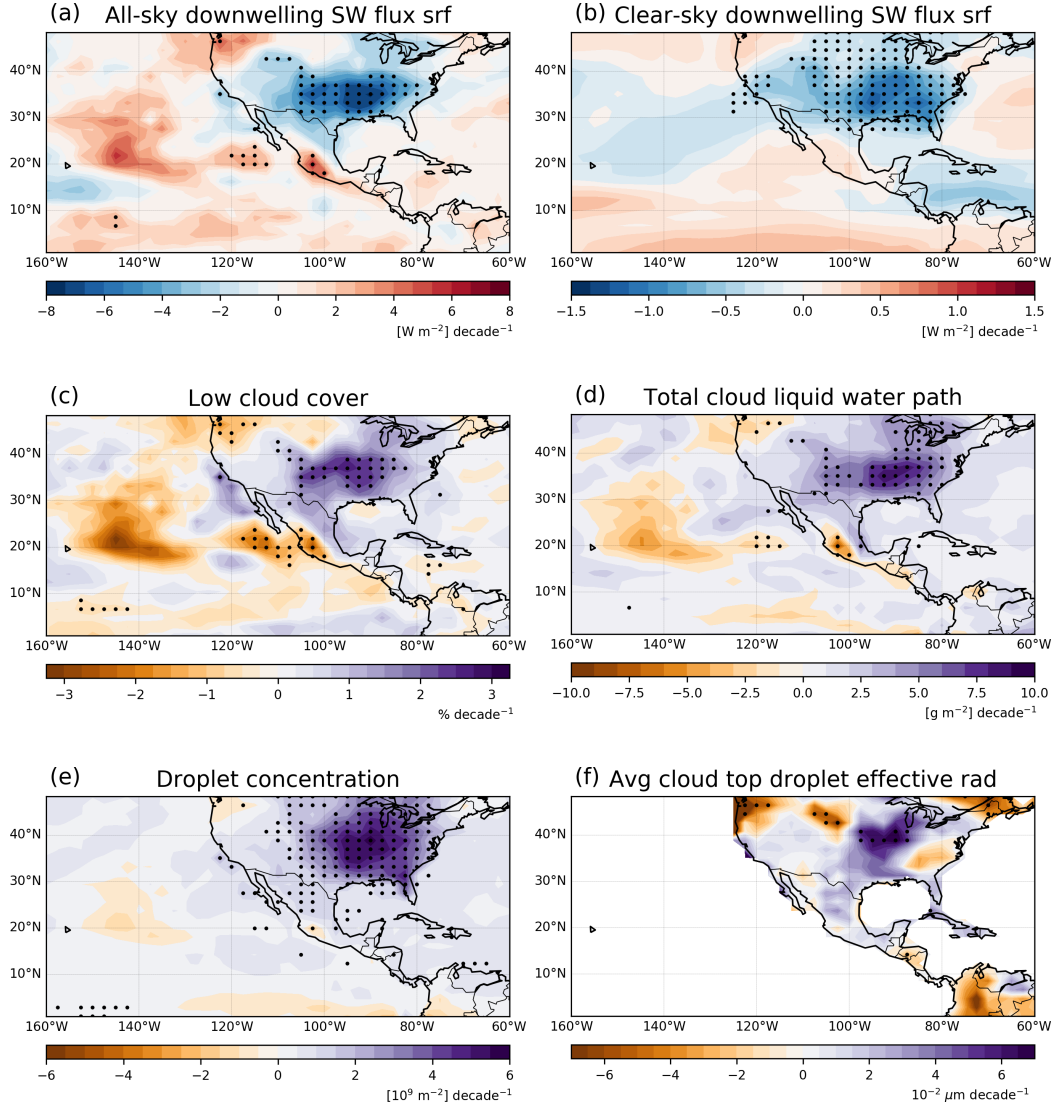 (a) All-sky downwelling SW flux srf
40°N
30°N
20°N
10°N
160°W 140°W 120°W 100°W 80°W 60°W
−8 −6 −4 −2 0 2 4 6 8
[W m⁻²] decade⁻¹
(b) Clear-sky downwelling SW flux srf
40°N
30°N
20°N
10°N
160°W 140°W 120°W 100°W 80°W 60°W
−1.5 −1.0 −0.5 0.0 0.5 1.0 1.5
[W m⁻²] decade⁻¹
(c) Low cloud cover
40°N
30°N
20°N
10°N
160°W 140°W 120°W 100°W 80°W 60°W
−3 −2 −1 0 1 2 3
% decade⁻¹
(d) Total cloud liquid water path
40°N
30°N
20°N
10°N
160°W 140°W 120°W 100°W 80°W 60°W
−10.0 −7.5 −5.0 −2.5 0.0 2.5 5.0 7.5 10.0
[g m⁻²] decade⁻¹
(e) Droplet concentration
40°N
30°N
20°N
10°N
160°W 140°W 120°W 100°W 80°W 60°W
−6 −4 −2 0 2 4 6
[10⁹ m⁻²] decade⁻¹
(f) Avg cloud top droplet effective rad
40°N
30°N
20°N
10°N
160°W 140°W 120°W 100°W 80°W 60°W
−6 −4 −2 0 2 4 6
10⁻² μm decade⁻¹